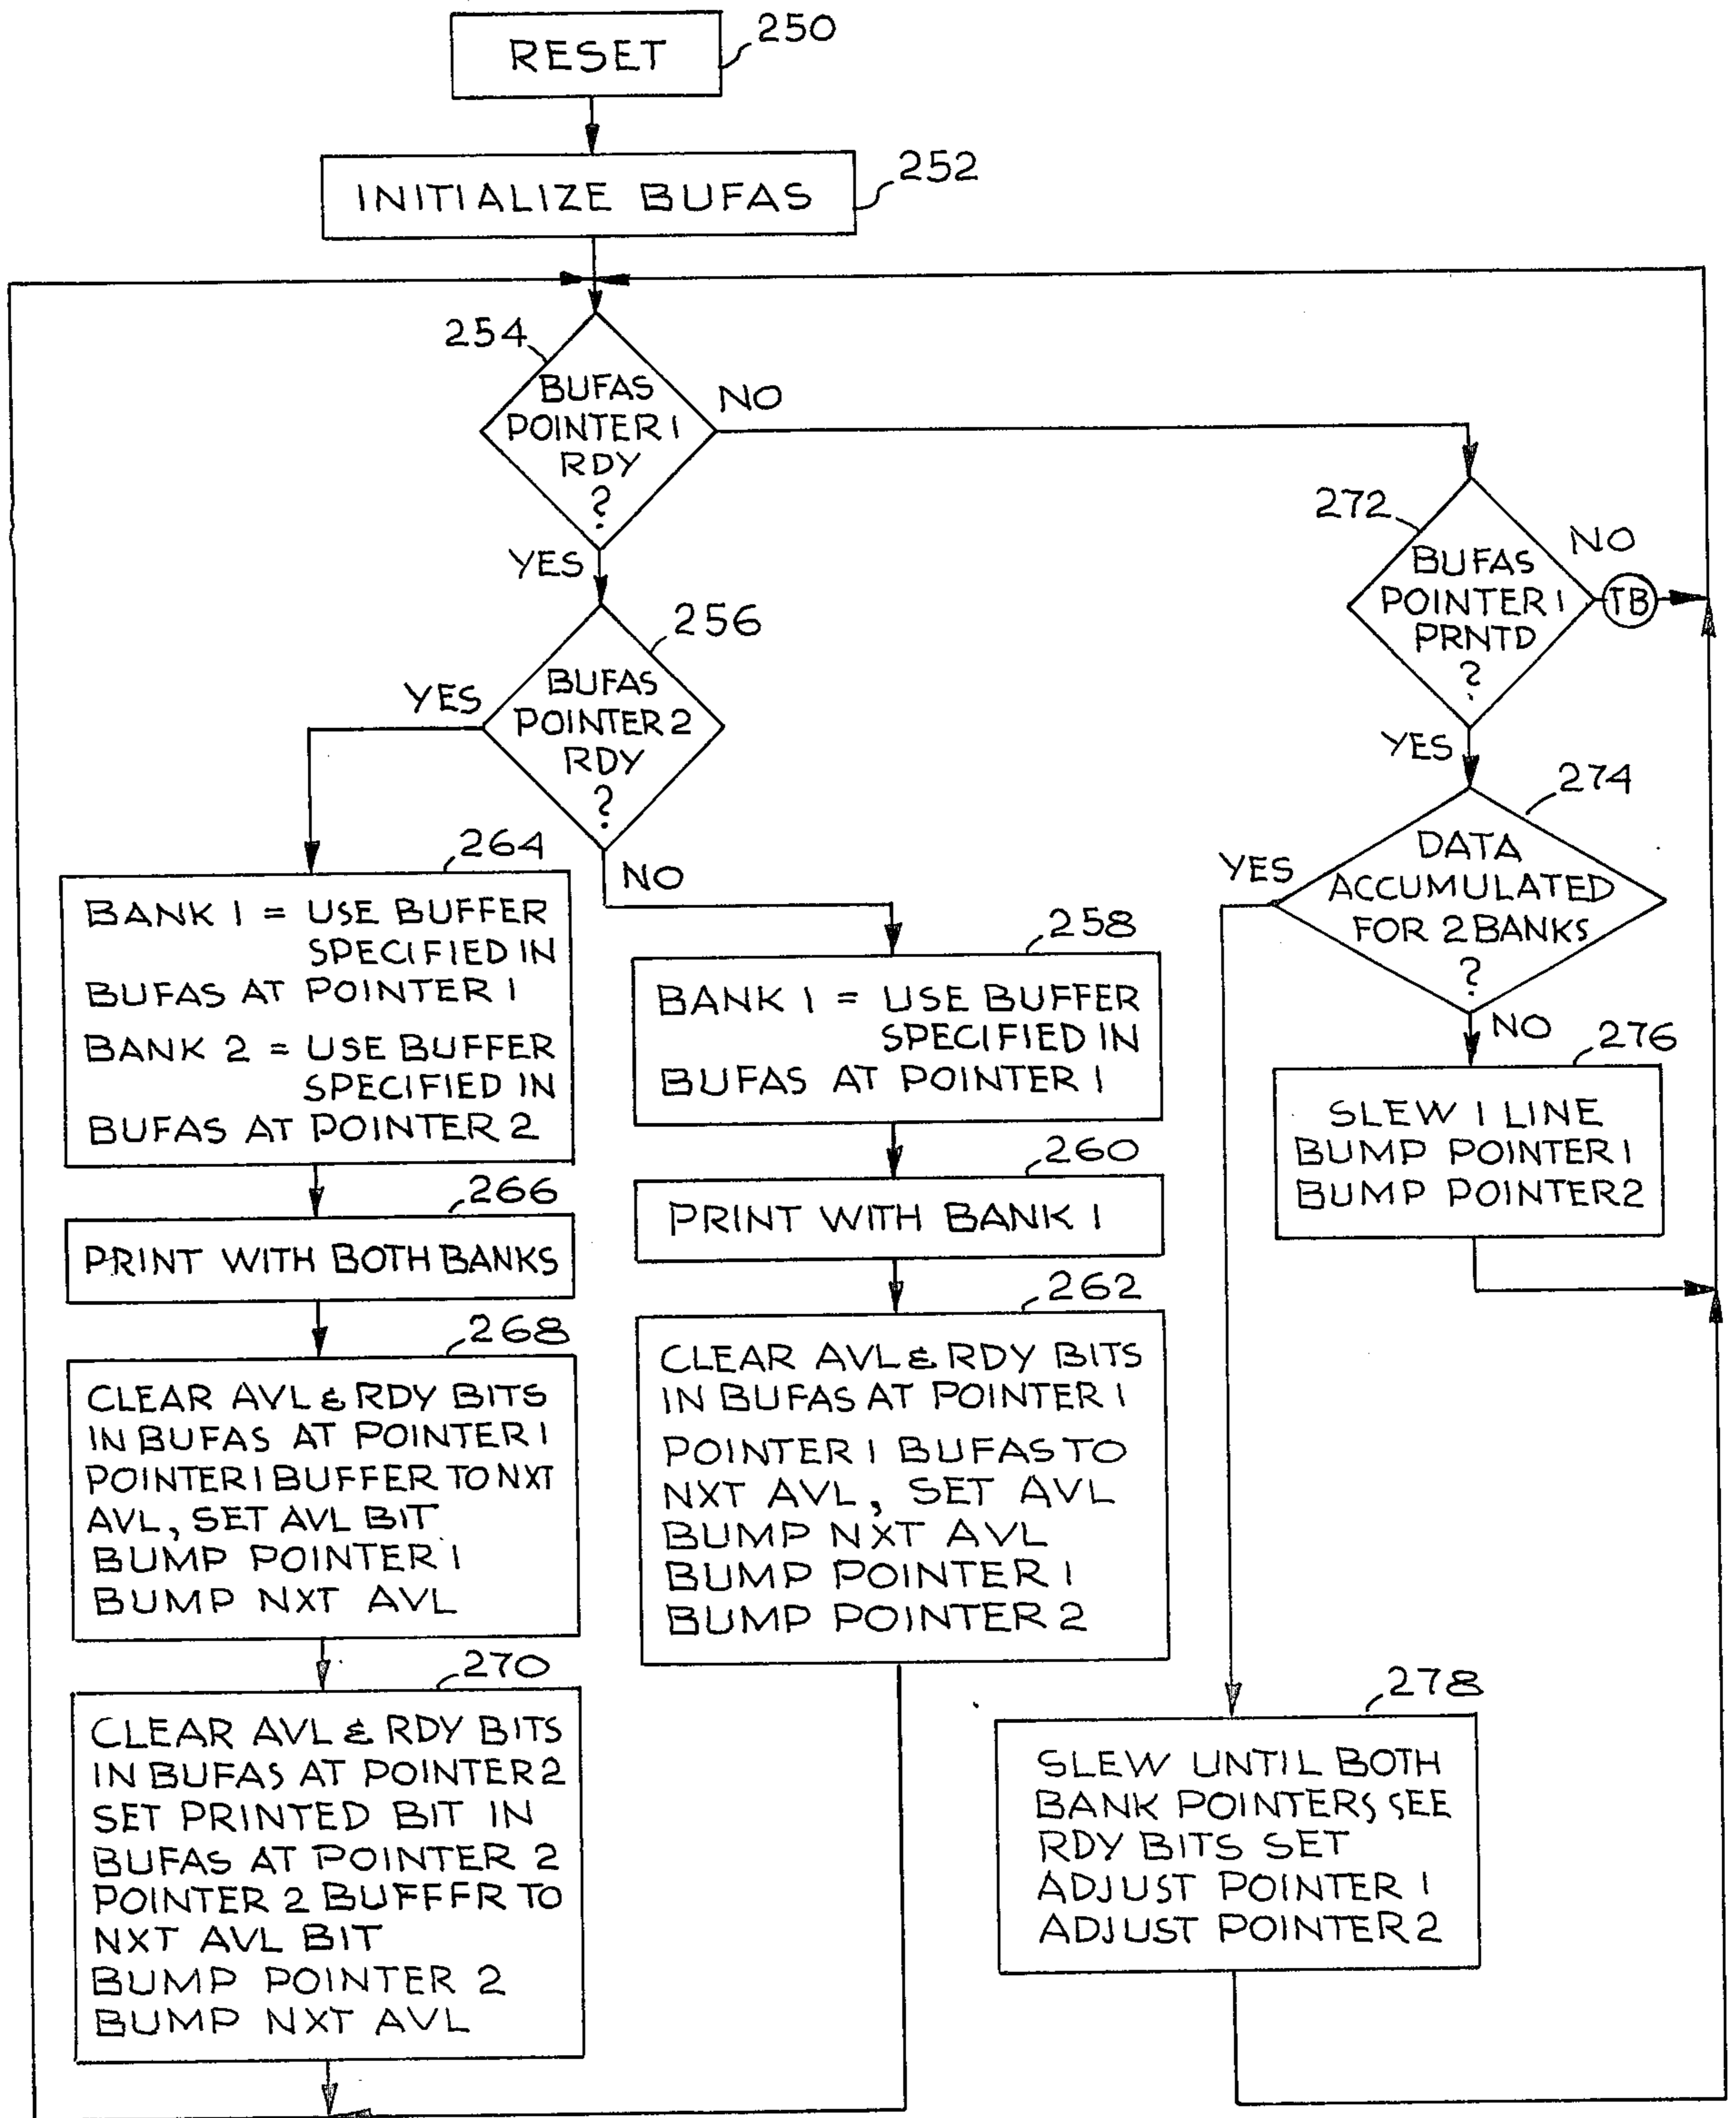 250
RESET
252
INITIALIZE BUFAS
254
BUFAS
POINTER 1
RDY
?
NO
YES
256
BUFAS
POINTER 2
RDY
?
YES
NO
264
BANK 1 = USE BUFFER
SPECIFIED IN
BUFAS AT POINTER 1
BANK 2 = USE BUFFER
SPECIFIED IN
BUFAS AT POINTER 2
266
PRINT WITH BOTH BANKS
268
CLEAR AVL & RDY BITS
IN BUFAS AT POINTER 1
POINTER 1 BUFFER TO NXT
AVL, SET AVL BIT
BUMP POINTER 1
BUMP NXT AVL
270
CLEAR AVL & RDY BITS
IN BUFAS AT POINTER 2
SET PRINTED BIT IN
BUFAS AT POINTER 2
POINTER 2 BUFFFR TO
NXT AVL BIT
BUMP POINTER 2
BUMP NXT AVL
258
BANK 1 = USE BUFFER
SPECIFIED IN
BUFAS AT POINTER 1
260
PRINT WITH BANK 1
262
CLEAR AVL & RDY BITS
IN BUFAS AT POINTER 1
POINTER 1 BUFAS TO
NXT AVL, SET AVL
BUMP NXT AVL
BUMP POINTER 1
BUMP POINTER 2
272
BUFAS
POINTER 1
PRNTD
?
NO
TB
YES
274
DATA
ACCUMULATED
FOR 2 BANKS
?
YES
NO
276
SLEW 1 LINE
BUMP POINTER 1
BUMP POINTER 2
278
SLEW UNTIL BOTH
BANK POINTERS SEE
RDY BITS SET
ADJUST POINTER 1
ADJUST POINTER 2